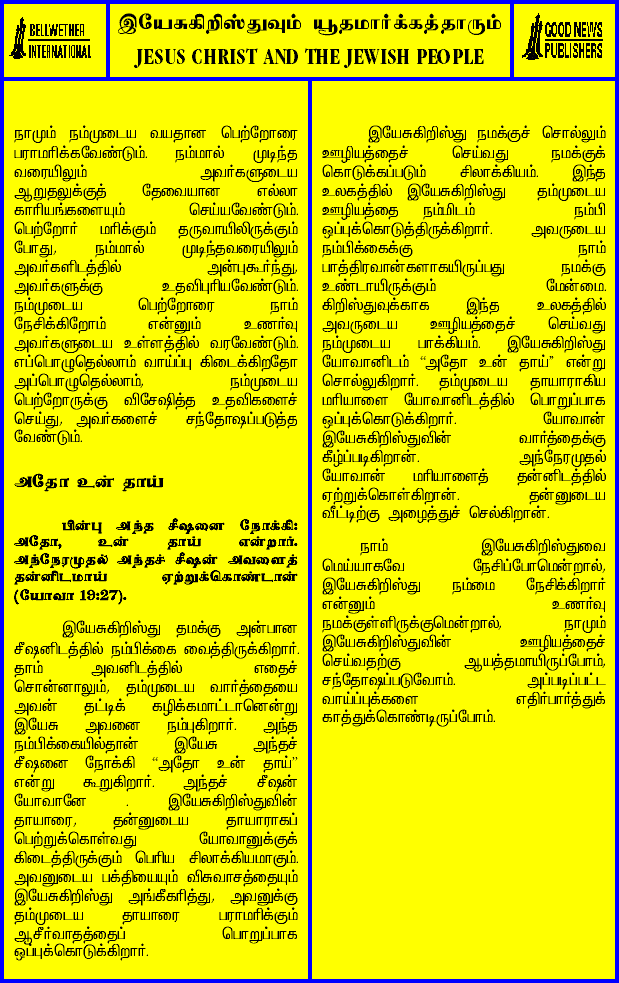 BELLWETHER
INTERNATIONAL
இயேசுகிறிஸ்துவும் யூதமார்க்கத்தாரும்
JESUS CHRIST AND THE JEWISH PEOPLE
GOOD NEWS
PUBLISHERS
நாமும் நம்முடைய வயதான பெற்றோரை
பராமரிக்கவேண்டும். நம்மால் முடிந்த
வரையிலும் அவர்களுடைய
ஆறுதலுக்குத் தேவையான எல்லா
காரியங்களையும் செய்யவேண்டும்.
பெற்றோர் மரிக்கும் தருவாயிலிருக்கும்
போது, நம்மால் முடிந்தவரையிலும்
அவர்களிடத்தில் அன்புகூர்ந்து,
அவர்களுக்கு உதவிபுரியவேண்டும்.
நம்முடைய பெற்றோரை நாம்
நேசிக்கிறோம் என்னும் உணர்வு
அவர்களுடைய உள்ளத்தில் வரவேண்டும்.
எப்பொழுதெல்லாம் வாய்ப்பு கிடைக்கிறதோ
அப்பொழுதெல்லாம், நம்முடைய
பெற்றோருக்கு விசேஷித்த உதவிகளைச்
செய்து, அவர்களைச் சந்தோஷப்படுத்த
வேண்டும்.
அதோ உன் தாய்
பின்பு அந்த சீஷனை நோக்கி:
அதோ, உன் தாய் என்றார்.
அந்நேரமுதல் அந்தச் சீஷன் அவளைத்
தன்னிடமாய் ஏற்றுக்கொண்டான்
(யோவா 19:27).
இயேசுகிறிஸ்து தமக்கு அன்பான
சீஷனிடத்தில் நம்பிக்கை வைத்திருக்கிறார்.
தாம் அவனிடத்தில் எதைச்
சொன்னாலும், தம்முடைய வார்த்தையை
அவன் தட்டிக் கழிக்கமாட்டானென்று
இயேசு அவனை நம்புகிறார். அந்த
நம்பிக்கையில்தான் இயேசு அந்தச்
சீஷனை நோக்கி “அதோ உன் தாய்”
என்று கூறுகிறார். அந்தச் சீஷன்
யோவானே . இயேசுகிறிஸ்துவின்
தாயாரை, தன்னுடைய தாயாராகப்
பெற்றுக்கொள்வது யோவானுக்குக்
கிடைத்திருக்கும் பெரிய சிலாக்கியமாகும்.
அவனுடைய பக்தியையும் விசுவாசத்தையும்
இயேசுகிறிஸ்து அங்கீகரித்து, அவனுக்கு
தம்முடைய தாயாரை பராமரிக்கும்
ஆசீர்வாதத்தைப் பொறுப்பாக
ஒப்புக்கொடுக்கிறார்.
இயேசுகிறிஸ்து நமக்குச் சொல்லும்
ஊழியத்தைச் செய்வது நமக்குக்
கொடுக்கப்படும் சிலாக்கியம். இந்த
உலகத்தில் இயேசுகிறிஸ்து தம்முடைய
ஊழியத்தை நம்மிடம் நம்பி
ஒப்புக்கொடுத்திருக்கிறார். அவருடைய
நம்பிக்கைக்கு நாம்
பாத்திரவான்களாகயிருப்பது நமக்கு
உண்டாயிருக்கும் மேன்மை.
கிறிஸ்துவுக்காக இந்த உலகத்தில்
அவருடைய ஊழியத்தைச் செய்வது
நம்முடைய பாக்கியம். இயேசுகிறிஸ்து
யோவானிடம் “அதோ உன் தாய்” என்று
சொல்லுகிறார். தம்முடைய தாயாராகிய
மரியாளை யோவானிடத்தில் பொறுப்பாக
ஒப்புக்கொடுக்கிறார். யோவான்
இயேசுகிறிஸ்துவின் வார்த்தைக்கு
கீழ்ப்படிகிறான். அந்நேரமுதல்
யோவான் மரியாளைத் தன்னிடத்தில்
ஏற்றுக்கொள்கிறான். தன்னுடைய
வீட்டிற்கு அழைத்துச் செல்கிறான்.
நாம் இயேசுகிறிஸ்துவை
மெய்யாகவே நேசிப்போமென்றால்,
இயேசுகிறிஸ்து நம்மை நேசிக்கிறார்
என்னும் உணர்வு
நமக்குள்ளிருக்குமென்றால், நாமும்
இயேசுகிறிஸ்துவின் ஊழியத்தைச்
செய்வதற்கு ஆயத்தமாயிருப்போம்,
சந்தோஷப்படுவோம். அப்படிப்பட்ட
வாய்ப்புக்களை எதிர்பார்த்துக்
காத்துக்கொண்டிருப்போம்.